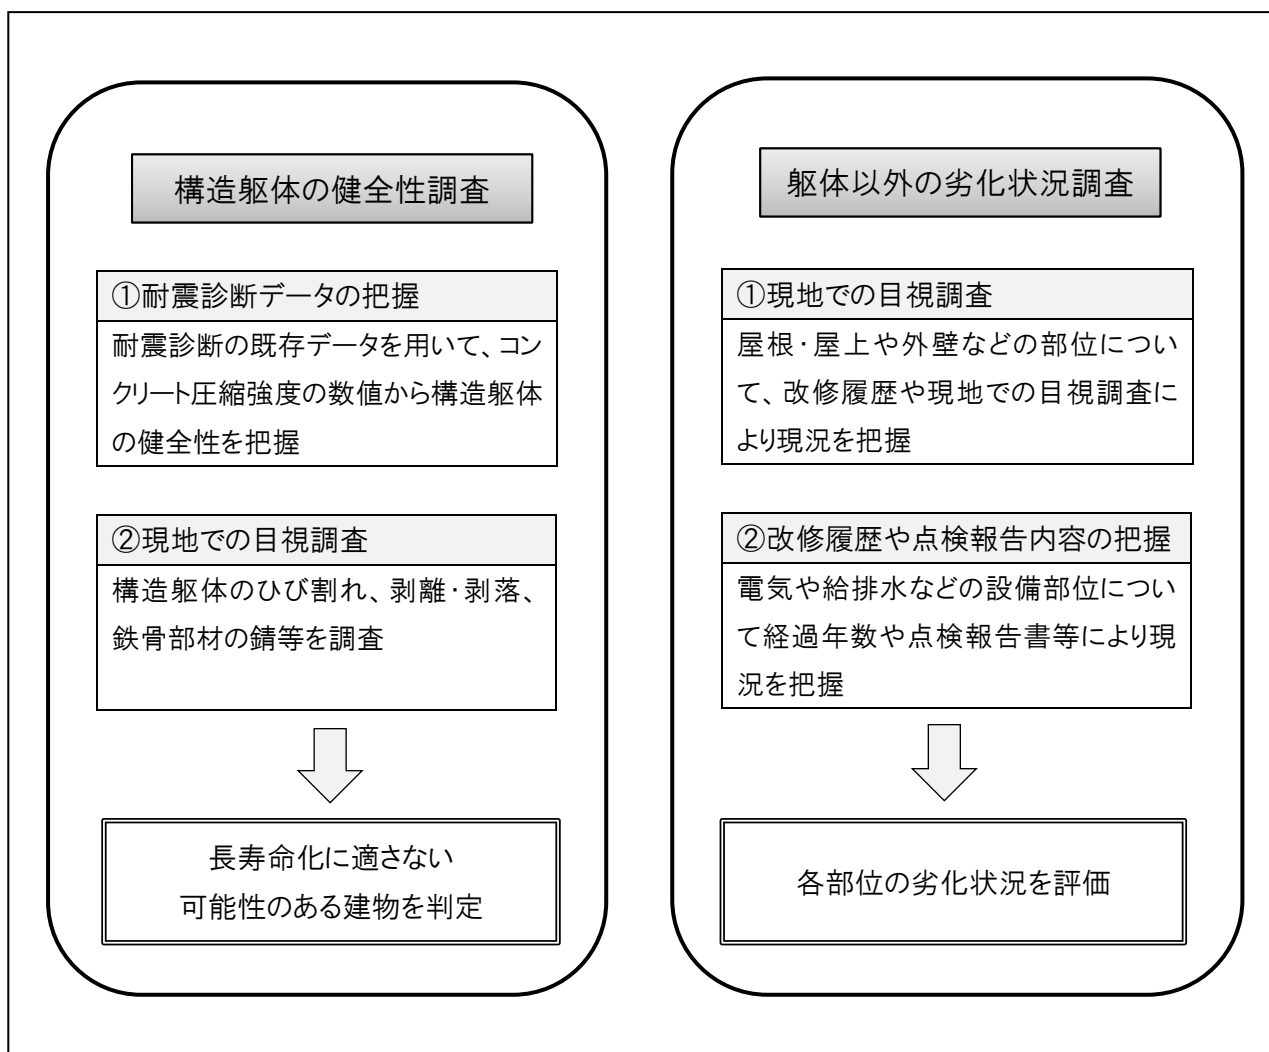 構造躯体の健全性調査
①耐震診断データの把握
耐震診断の既存データを用いて、コン
クリート圧縮強度の数値から構造躯体
の健全性を把握
②現地での目視調査
構造躯体のひび割れ、剥離・剥落、
鉄骨部材の錆等を調査
長寿命化に適さない
可能性のある建物を判定
躯体以外の劣化状況調査
①現地での目視調査
屋根・屋上や外壁などの部位につい
て、改修履歴や現地での目視調査に
より現況を把握
②改修履歴や点検報告内容の把握
電気や給排水などの設備部位につい
て経過年数や点検報告書等により現
況を把握
各部位の劣化状況を評価